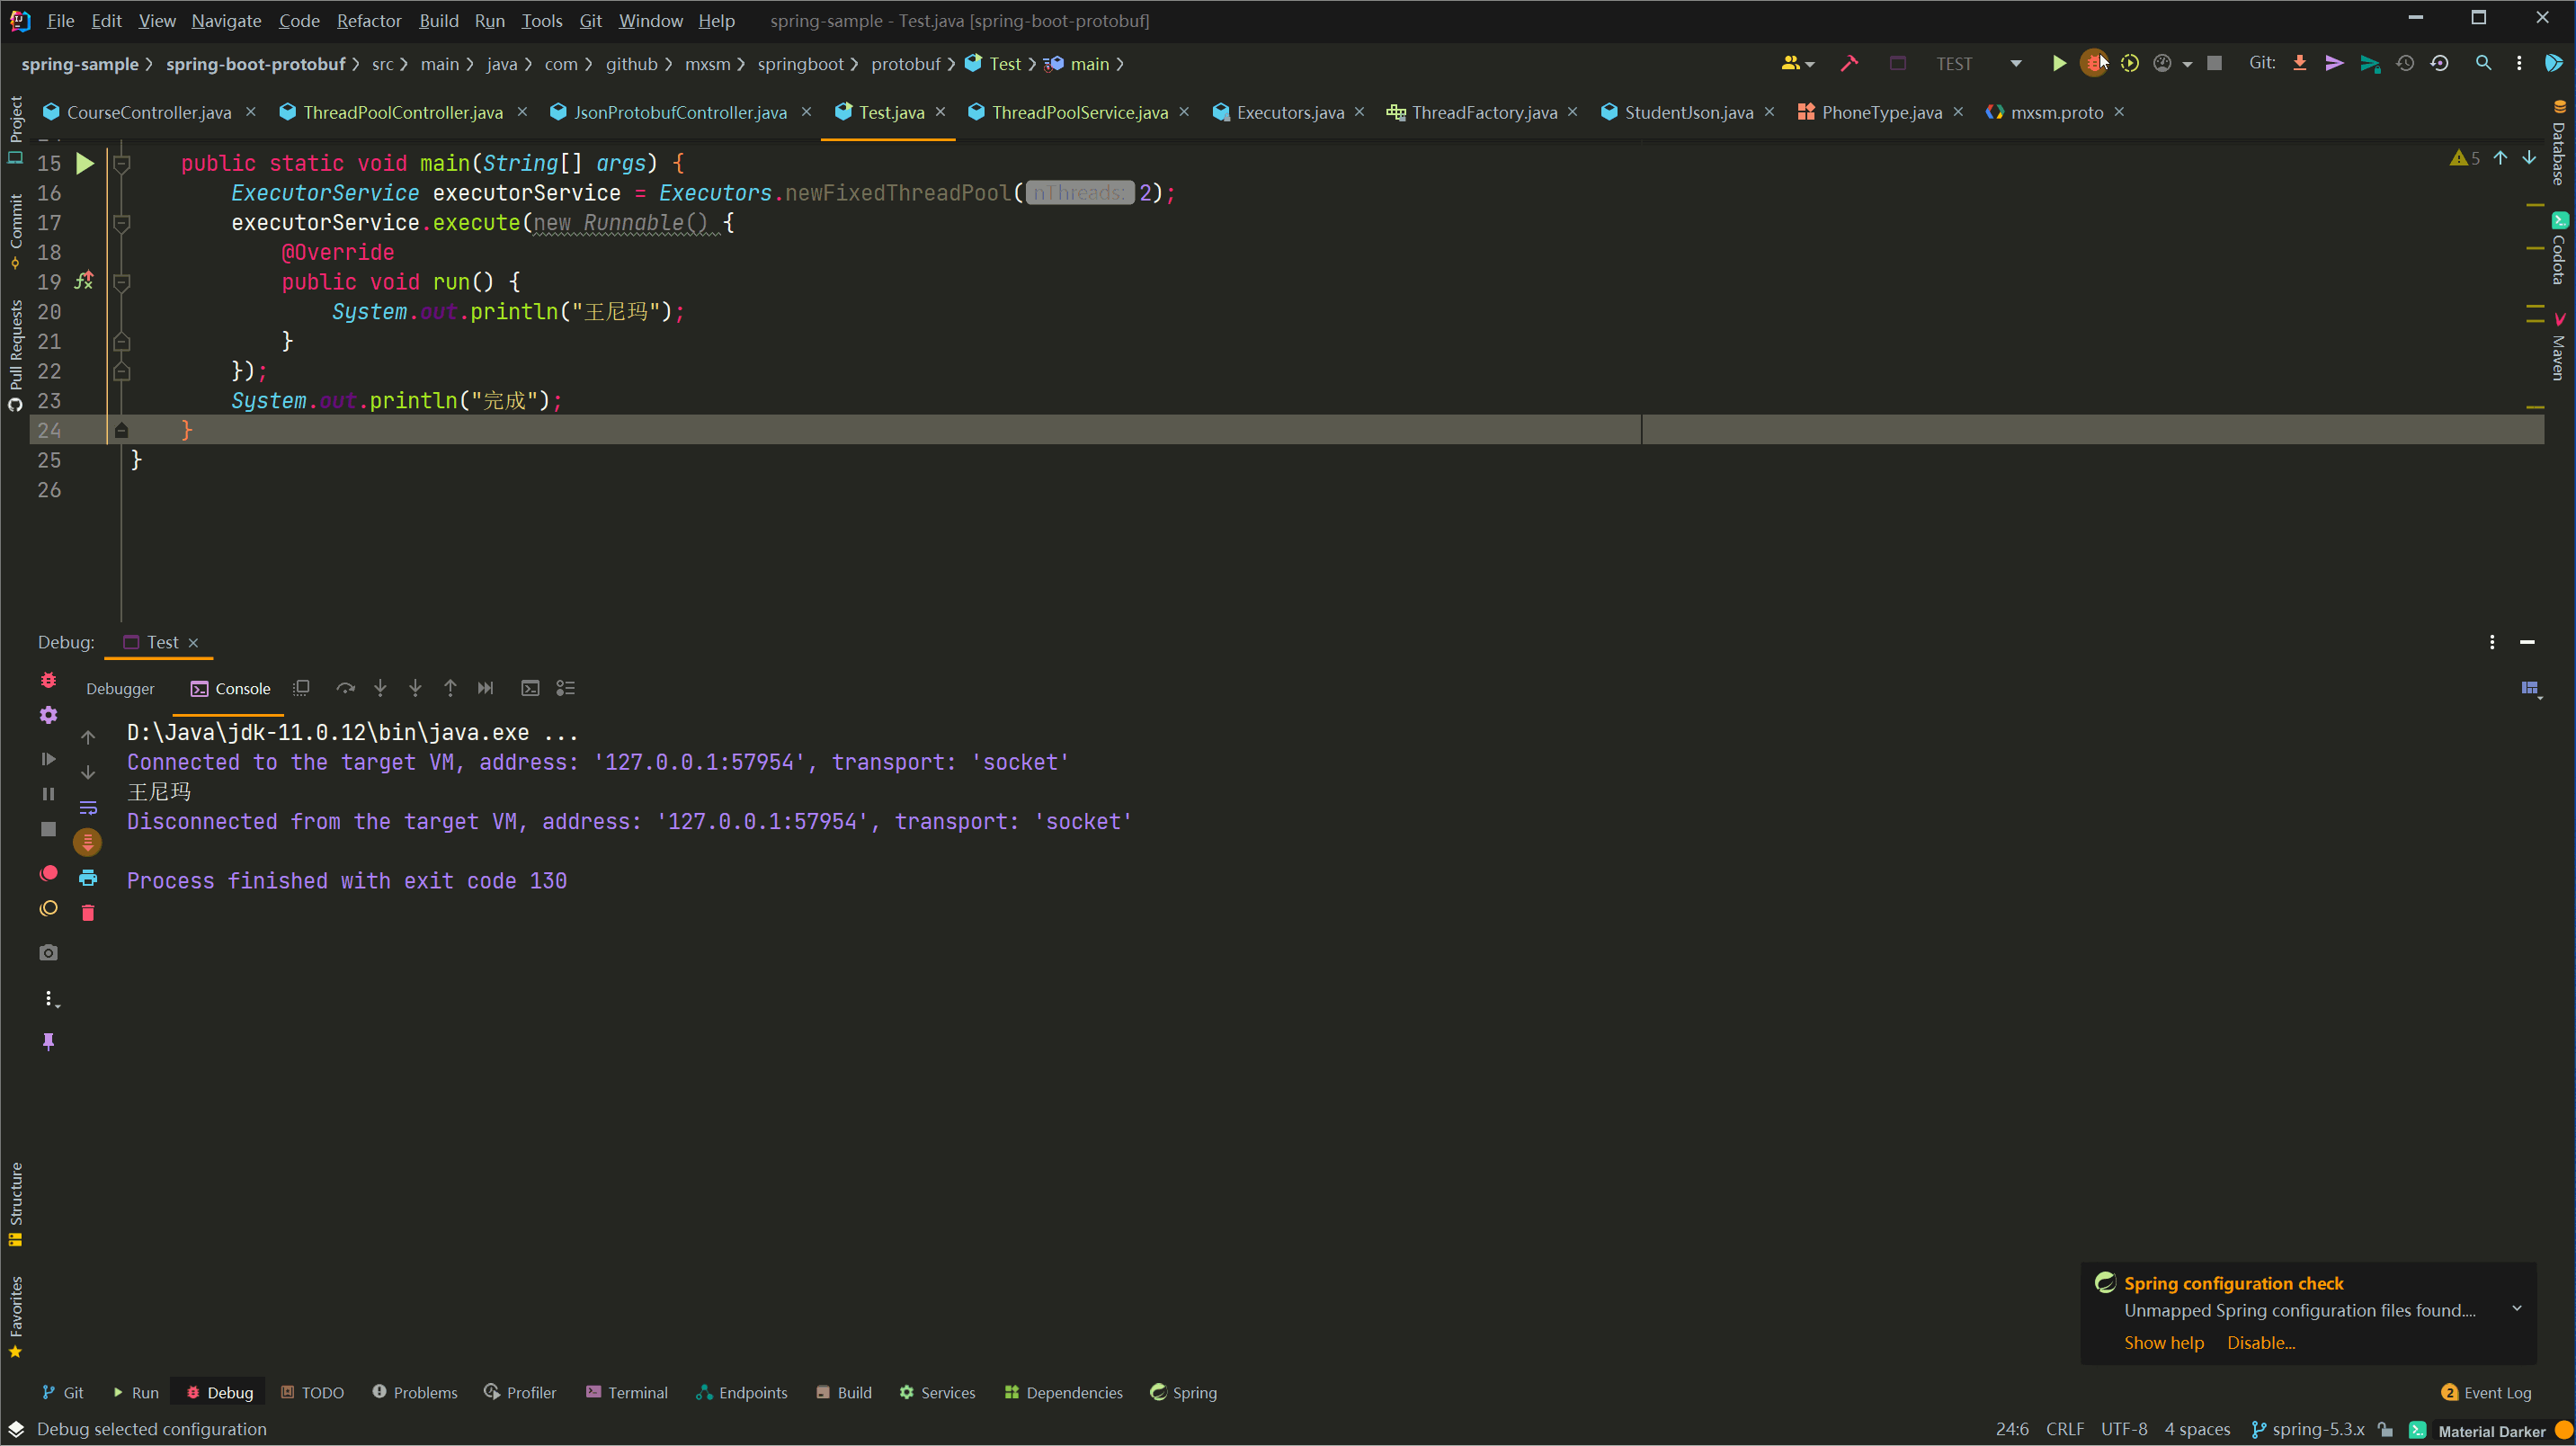 File Edit View Navigate Code Refactor Build Run Tools Git Window Help spring-sample - Test.java [spring-boot-protobuf]
spring-sample spring-boot-protobuf src main java com github mxsm springboot protobuf Test main TEST Git:
CourseController.java ThreadPoolController.java JsonProtobufController.java Test.java ThreadPoolService.java Executors.java ThreadFactory.java StudentJson.java PhoneType.java mxsm.proto
15 public static void main(String[] args) {
16 ExecutorService executorService = Executors.newFixedThreadPool( nThreads: 2);
17 executorService.execute(new Runnable() {
18 @Override
19 public void run() {
20 System.out.println("王尼玛");
21 }
22 });
23 System.out.println("完成");
24 }
25 }
26
5
Project
Commit
Pull Requests
Structure
Favorites
Database
Codota
Maven
Debug: Test
Debugger Console
D:\Java\jdk-11.0.12\bin\java.exe ...
Connected to the target VM, address: '127.0.0.1:57954', transport: 'socket'
王尼玛
Disconnected from the target VM, address: '127.0.0.1:57954', transport: 'socket'
Process finished with exit code 130
Spring configuration check
Unmapped Spring configuration files found....
Show help Disable...
Git Run Debug TODO Problems Profiler Terminal Endpoints Build Services Dependencies Spring 2 Event Log
Debug selected configuration 24:6 CRLF UTF-8 4 spaces spring-5.3.x Material Darker